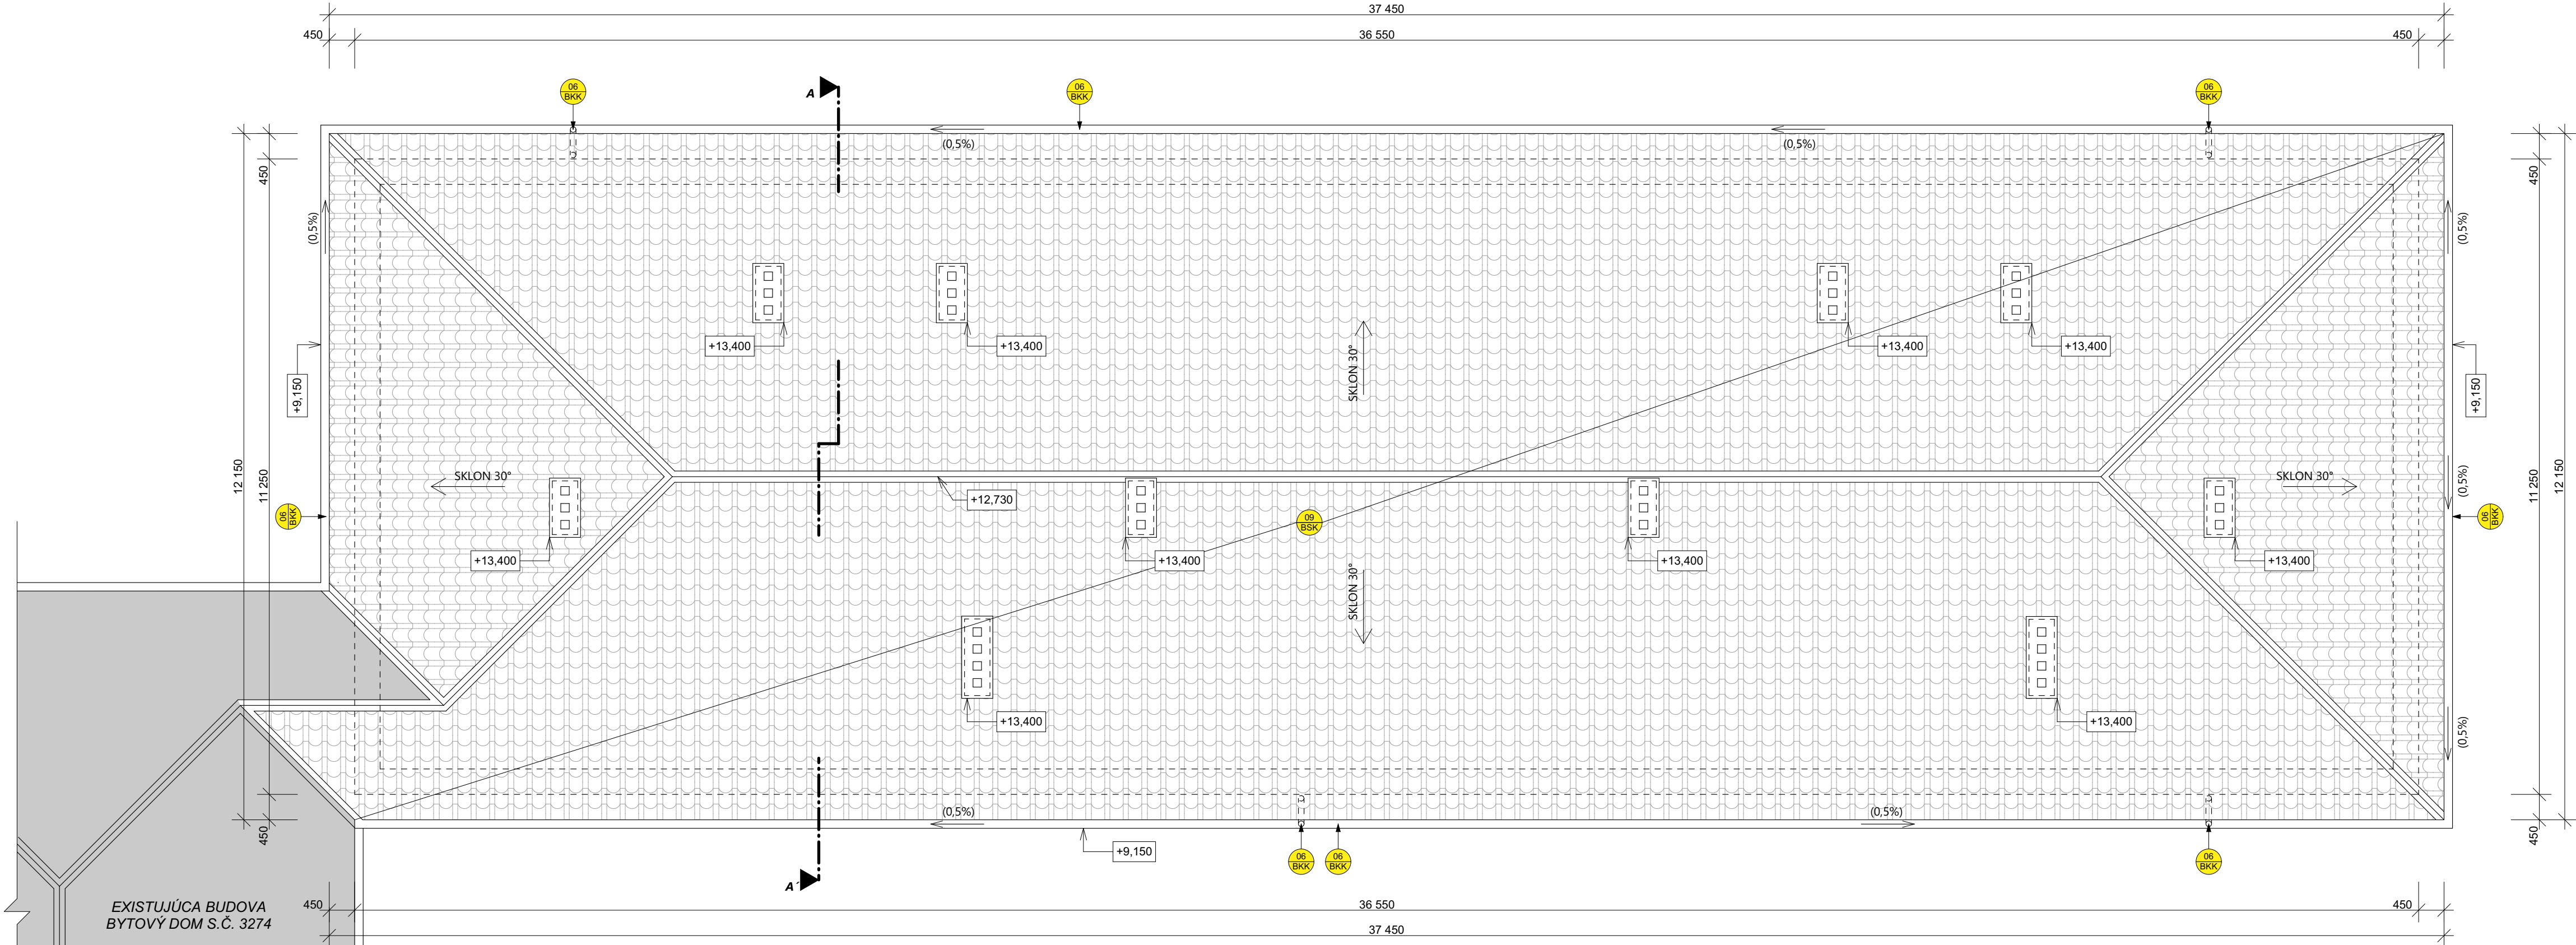 37 450
450
36 550
450
06
BKK
06
BKK
06
BKK
A
(0,5%)
(0,5%)
450
450
(0,5%)
(0,5%)
+13,400
+13,400
+13,400
+13,400
SKLON 30°
+9,150
+9,150
12 150
11 250
11 250
12 150
SKLON 30°
SKLON 30°
(0,5%)
+12,730
06
BKK
09
BSK
06
BKK
+13,400
+13,400
+13,400
+13,400
SKLON 30°
+13,400
+13,400
(0,5%)
(0,5%)
(0,5%)
450
450
+9,150
06
BKK
06
BKK
06
BKK
A´
EXISTUJÚCA BUDOVA
BYTOVÝ DOM S.Č. 3274
450
36 550
450
37 450